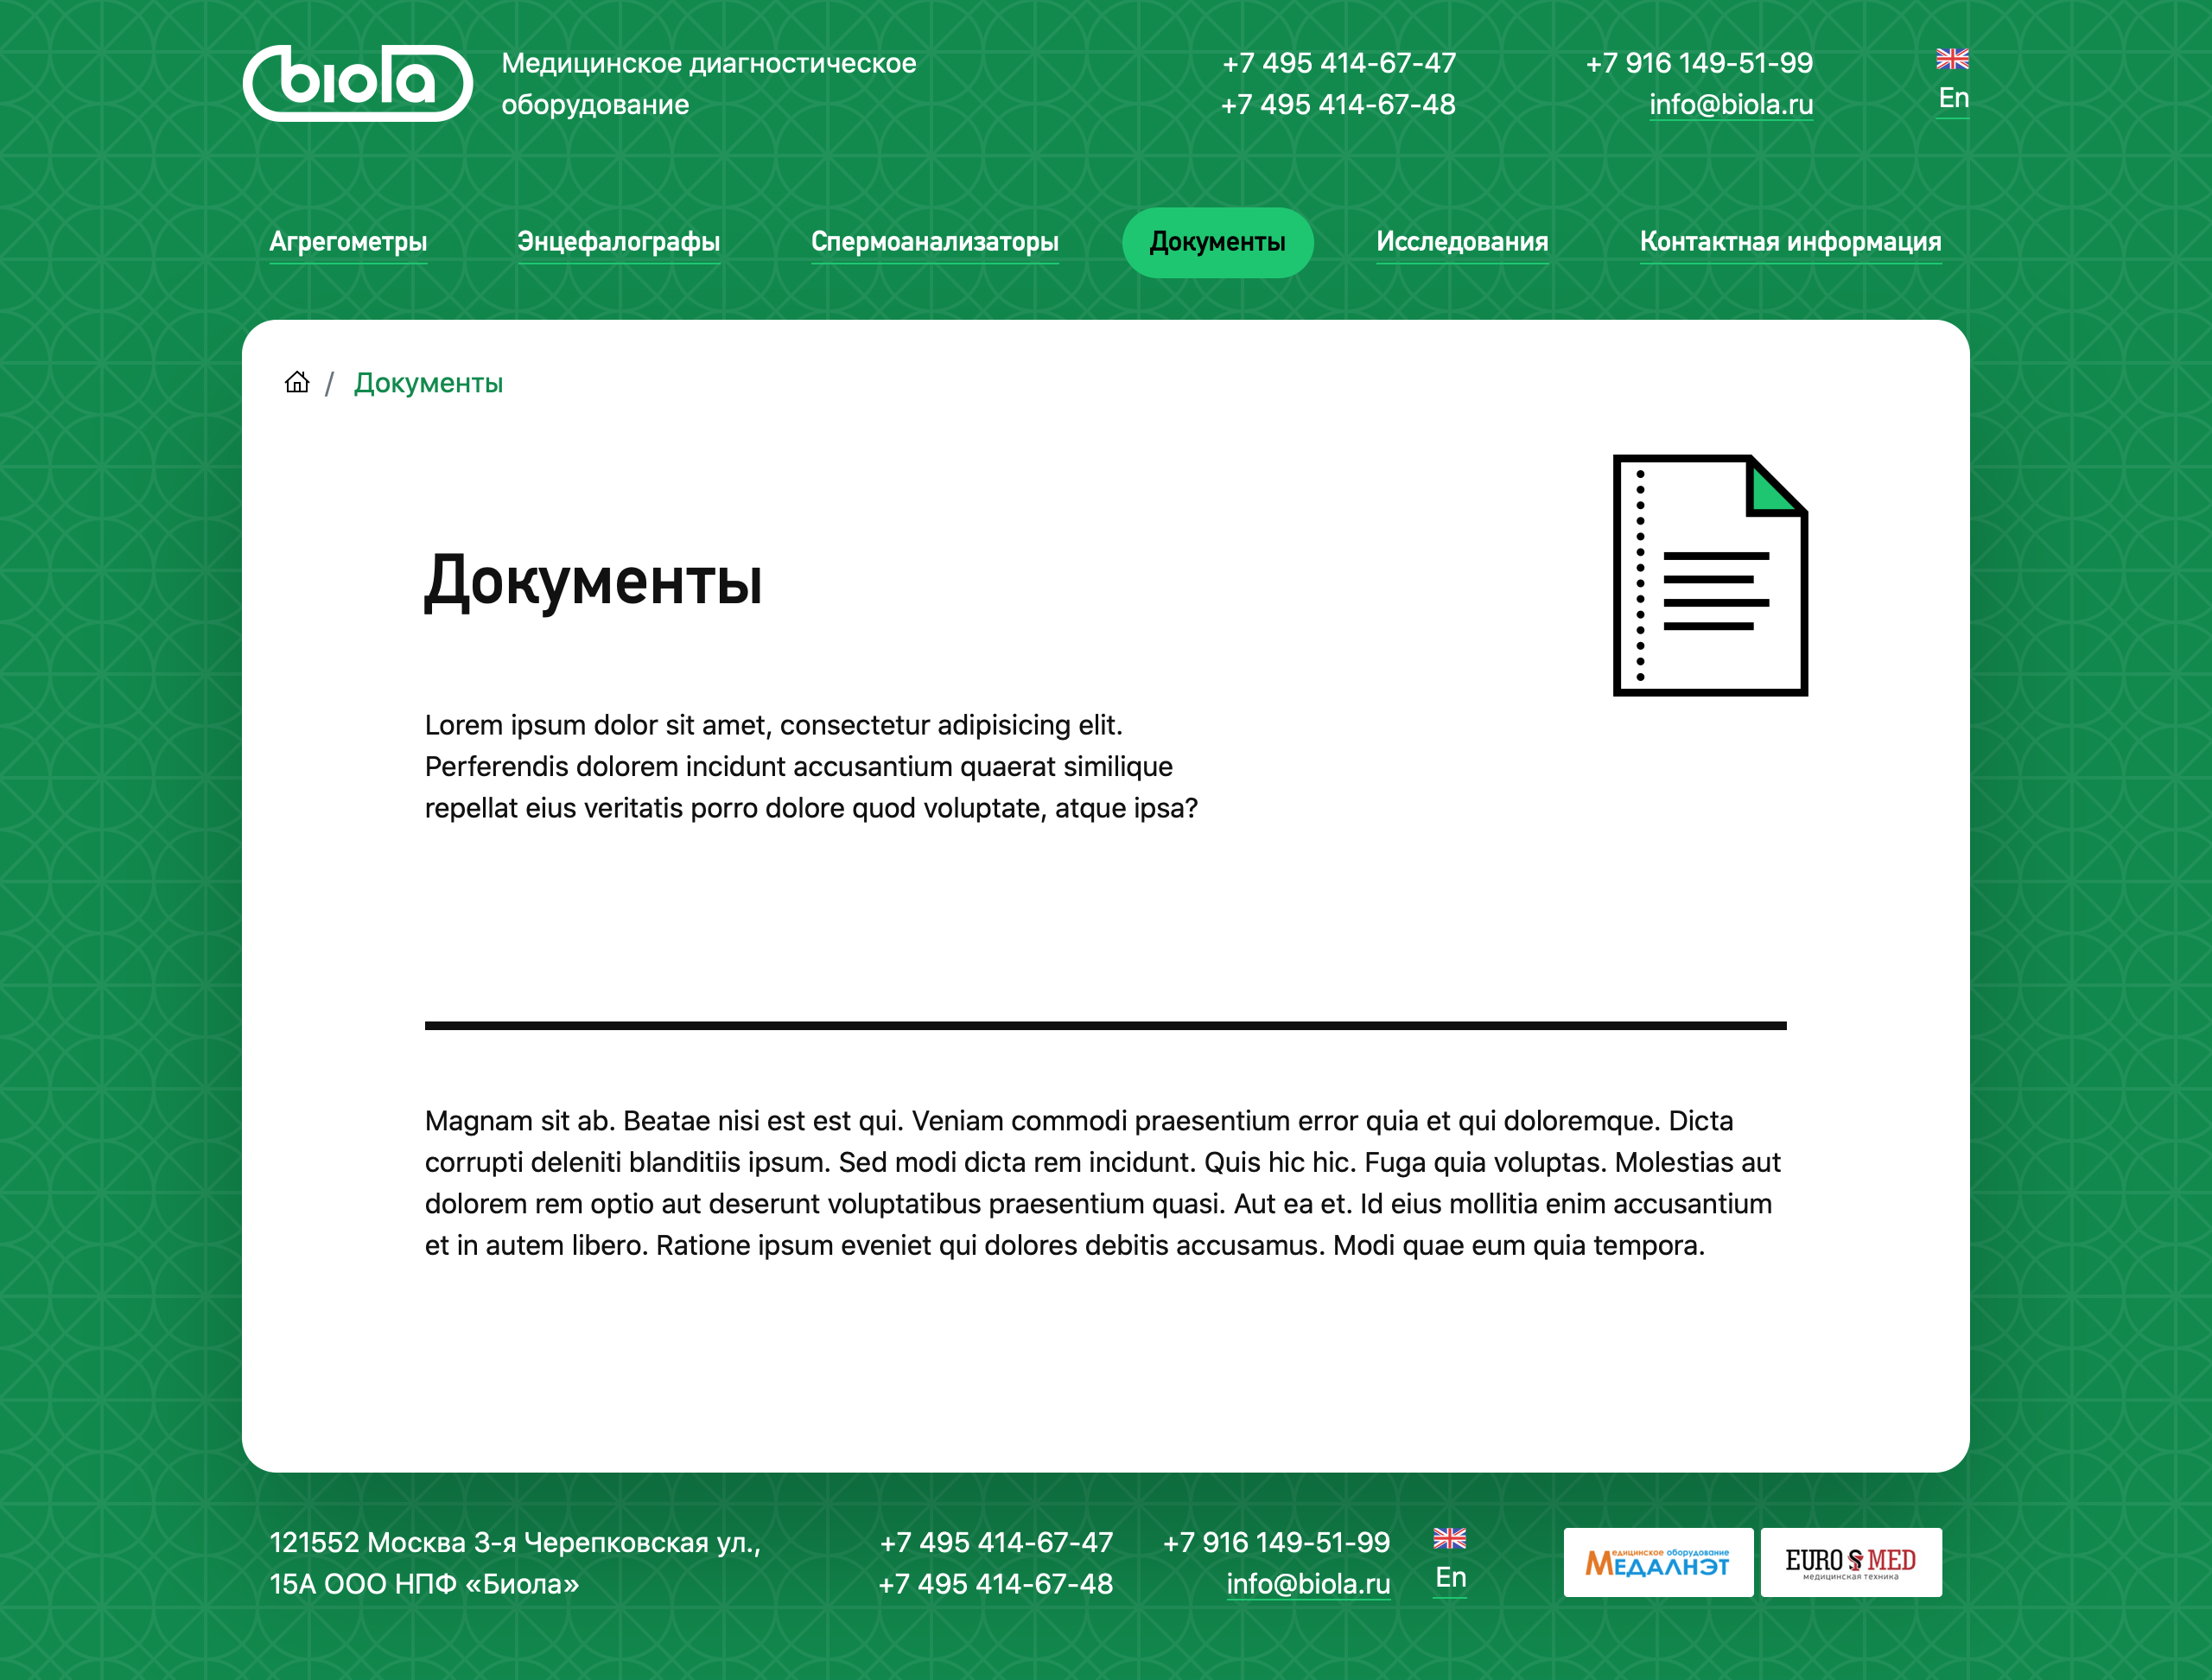 biola
Медицинское диагностическое
оборудование
+7 495 414-67-47
+7 495 414-67-48
+7 916 149-51-99
info@biola.ru
En
Агрегометры
Энцефалографы
Спермоанализаторы
Документы
Исследования
Контактная информация
/ Документы
Документы
Lorem ipsum dolor sit amet, consectetur adipisicing elit.
Perferendis dolorem incidunt accusantium quaerat similique
repellat eius veritatis porro dolore quod voluptate, atque ipsa?
Magnam sit ab. Beatae nisi est est qui. Veniam commodi praesentium error quia et qui doloremque. Dicta
corrupti deleniti blanditiis ipsum. Sed modi dicta rem incidunt. Quis hic hic. Fuga quia voluptas. Molestias aut
dolorem rem optio aut deserunt voluptatibus praesentium quasi. Aut ea et. Id eius mollitia enim accusantium
et in autem libero. Ratione ipsum eveniet qui dolores debitis accusamus. Modi quae eum quia tempora.
121552 Москва 3-я Черепковская ул.,
15А ООО НПФ «Биола»
+7 495 414-67-47
+7 495 414-67-48
+7 916 149-51-99
info@biola.ru
En
медицинское оборудование
МЕДАЛНЭТ
EURO S MED
медицинская техника